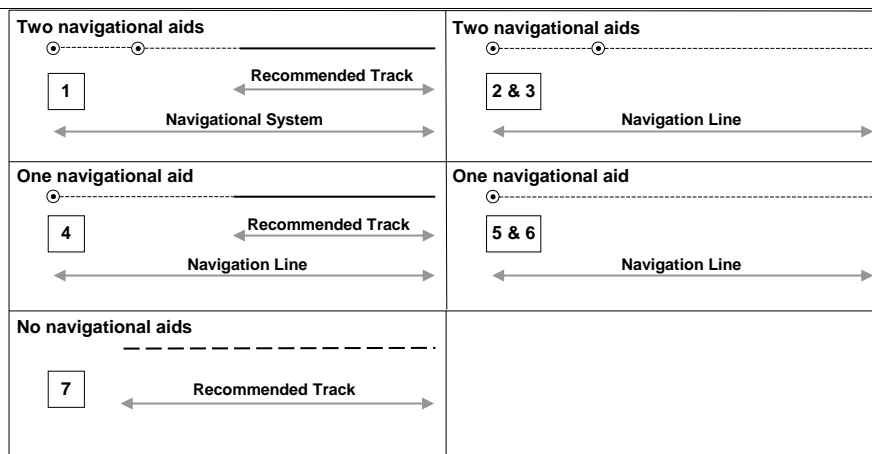 Two navigational aids
Recommended Track
1
Navigational System
Two navigational aids
2 & 3
Navigation Line
One navigational aid
Recommended Track
4
Navigation Line
One navigational aid
5 & 6
Navigation Line
No navigational aids
7
Recommended Track